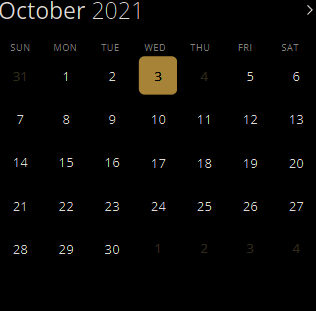 October 2021 >
SUN MON TUE WED THU FRI SAT
31 1 2 3 4 5 6
7 8 9 10 11 12 13
14 15 16 17 18 19 20
21 22 23 24 25 26 27
28 29 30 1 2 3 4